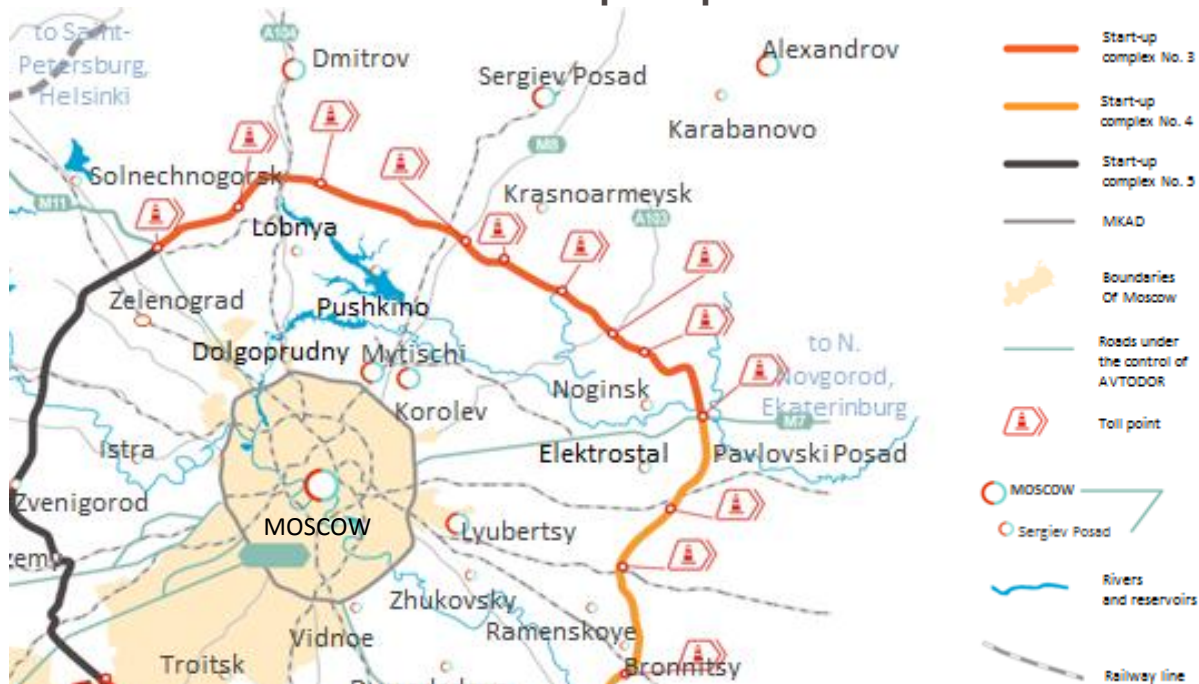 to Saint-
Petersburg,
Helsinki
A104
Dmitrov
Sergiev Posad
Alexandrov
Karabanovo
M8
Solnechnogorsk
Krasnoarmeysk
M11
A103
Lobnya
Zelenograd
Pushkino
Dolgoprudny
Mytischi
to N.
Novgorod,
Ekaterinburg
Noginsk
Korolev
M7
Istra
Elektrostal
Pavlovski Posad
Zvenigorod
MOSCOW
Lyubertsy
Zhukovsky
Vidnoe
Ramenskoye
Troitsk
Bronnitsy
Start-up
complex No. 3
Start-up
complex No. 4
Start-up
complex No. 5
MKAD
Boundaries
Of Moscow
Roads under
the control of
AVTODOR
Toll point
MOSCOW
Sergiev Posad
Rivers
and reservoirs
Railway line